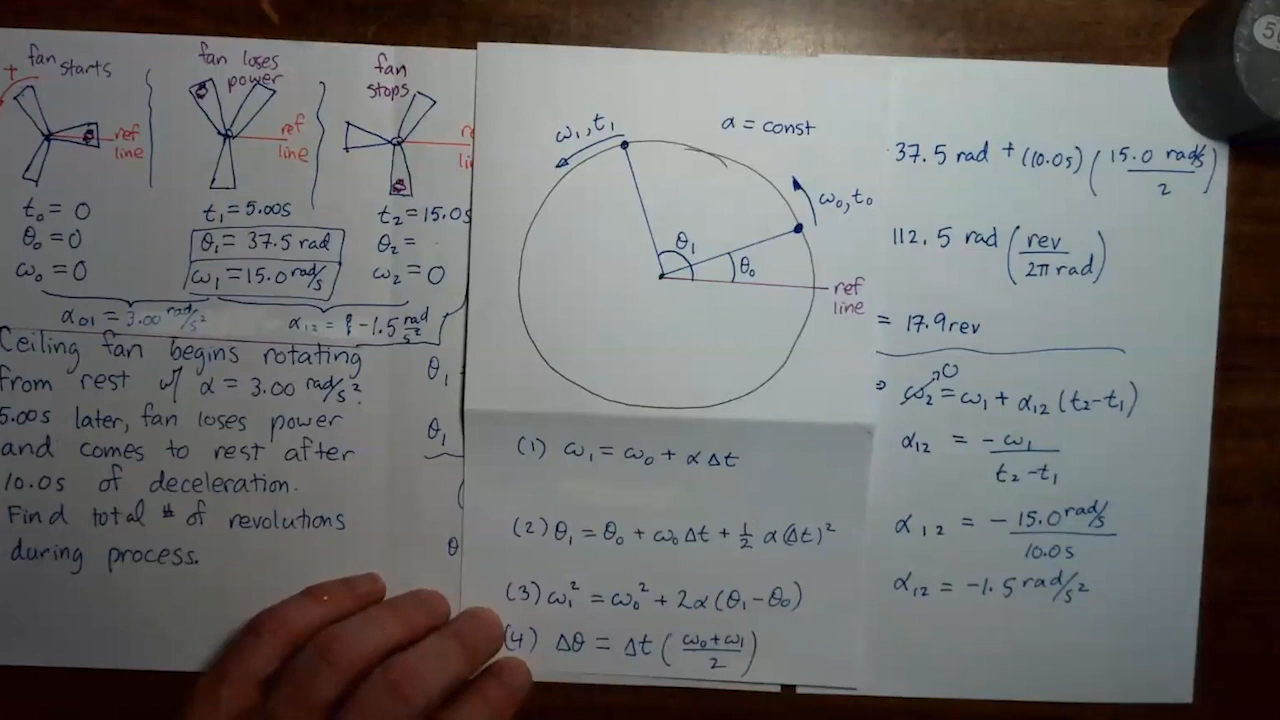 fan starts
+
ref line
t₀ = 0
θ₀ = 0
ω₀ = 0
fan loses power
ref line
t₁ = 5.00s
θ₁ = 37.5 rad
ω₁ = 15.0 rad/s
fan stops
t₂ = 15.0s
θ₂ =
ω₂ = 0
α₀₁ = 3.00 rad/s²
α₁₂ = ? -1.5 rad/s²
Ceiling fan begins rotating
from rest w/ α = 3.00 rad/s².
5.00s later, fan loses power
and comes to rest after
10.0s of deceleration.
Find total # of revolutions
during process.
θ₁
θ₁
θ
ω₁, t₁
α = const
ω₀, t₀
θ₁
θ₀
ref line
(1) ω₁ = ω₀ + αΔt
(2) θ₁ = θ₀ + ω₀Δt + ½ α(Δt)²
(3) ω₁² = ω₀² + 2α(θ₁ - θ₀)
(4) Δθ = Δt ((ω₀ + ω₁)/2)
37.5 rad + (10.0s)(15.0 rad/s / 2)
112.5 rad (rev / 2π rad)
= 17.9 rev
ω₂ → 0 = ω₁ + α₁₂ (t₂ - t₁)
α₁₂ = -ω₁ / (t₂ - t₁)
α₁₂ = - 15.0 rad/s / 10.0s
α₁₂ = -1.5 rad/s²